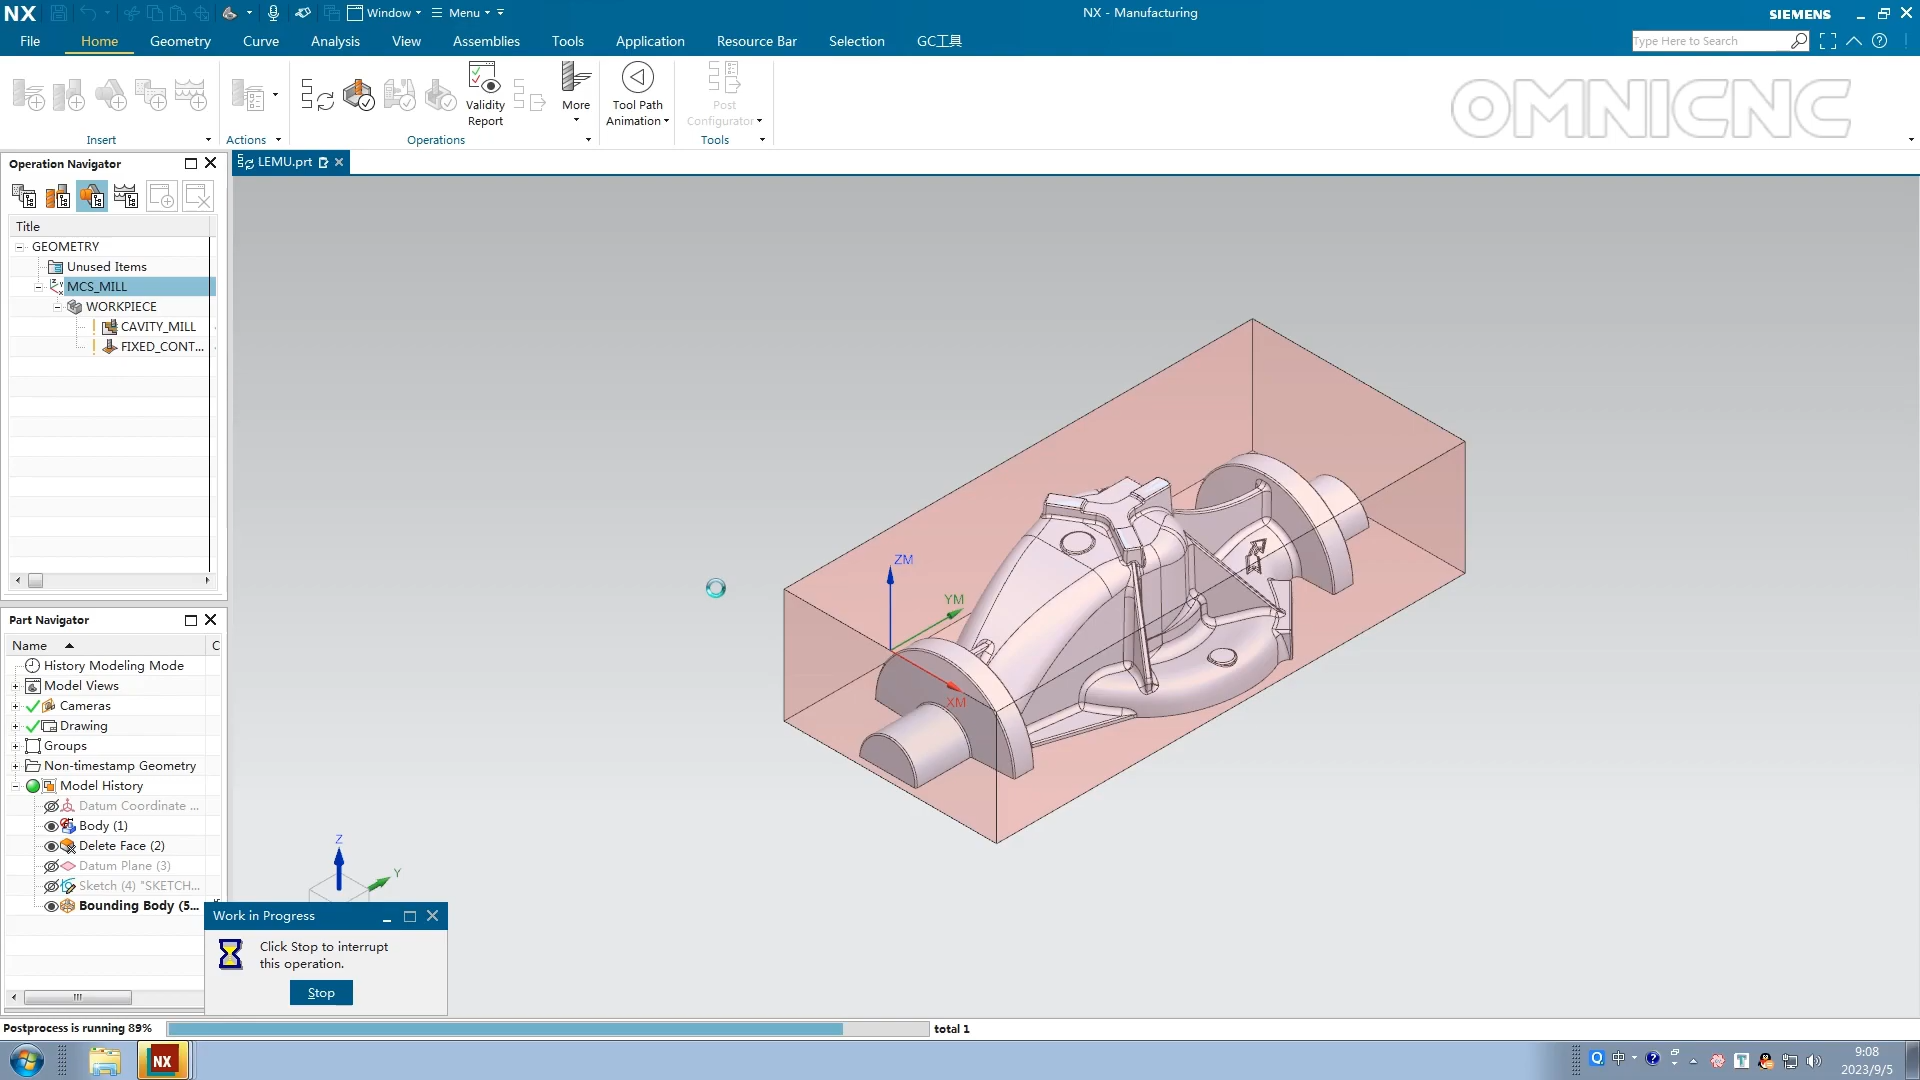 NX
Window
Menu
NX - Manufacturing
SIEMENS
File
Home
Geometry
Curve
Analysis
View
Assemblies
Tools
Application
Resource Bar
Selection
GC工具
Type Here to Search
Validity
Report
More
Tool Path
Animation
Post
Configurator
Insert
Actions
Operations
Tools
OMNICNC
Operation Navigator
LEMU.prt
Title
GEOMETRY
Unused Items
MCS_MILL
WORKPIECE
CAVITY_MILL
FIXED_CONT...
Part Navigator
Name
C
History Modeling Mode
Model Views
Cameras
Drawing
Groups
Non-timestamp Geometry
Model History
Datum Coordinate ...
Body (1)
Delete Face (2)
Datum Plane (3)
Sketch (4) "SKETCH...
Bounding Body (5...
ZM
YM
XM
Z
Y
Work in Progress
Click Stop to interrupt
this operation.
Stop
Postprocess is running 89%
total 1
NX
中
9:08
2023/9/5